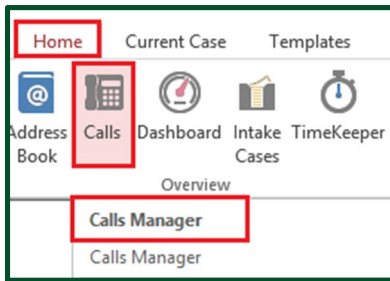 Home Current Case Templates
@
Address Calls Dashboard Intake TimeKeeper
Book Cases
Overview
Calls Manager
Calls Manager